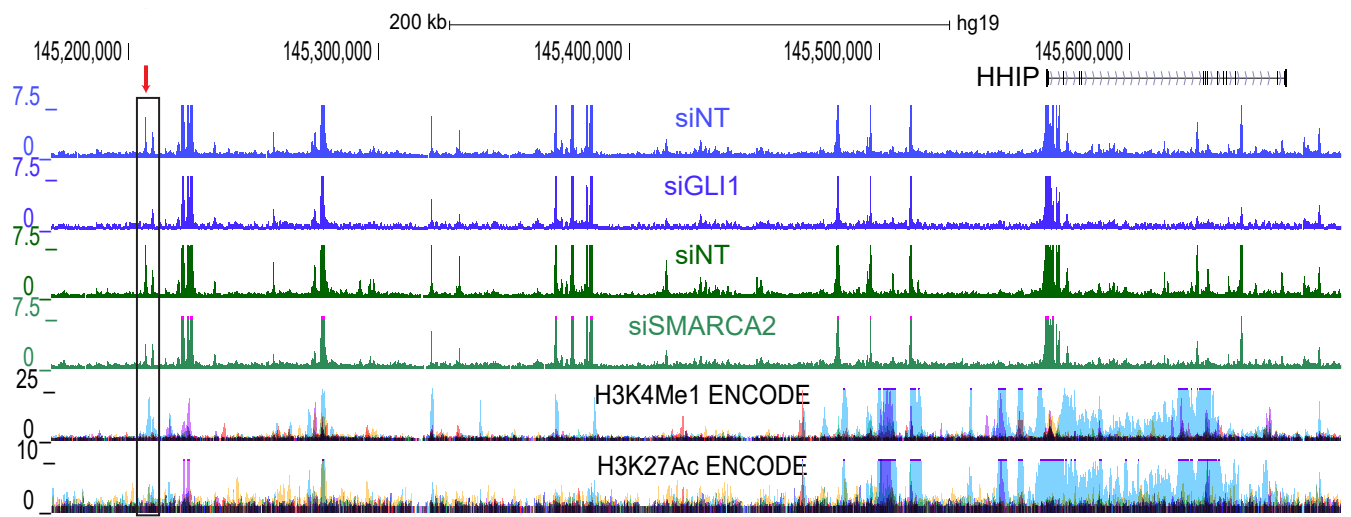 200 kb hg19
145,200,000 145,300,000 145,400,000 145,500,000 145,600,000
HHIP
7.5 siNT
0
7.5 siGLI1
0
7.5 siNT
0
7.5 siSMARCA2
0
25 H3K4Me1 ENCODE
0
10 H3K27Ac ENCODE
0